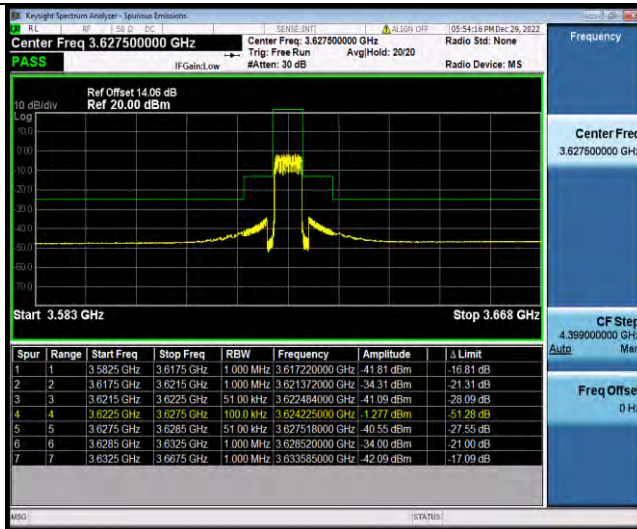 Keysight Spectrum Analyzer - Spurious Emissions
RL RF 50 Ω DC SENSE:INT ALIGN OFF 05:54:16 PM Dec 29, 2022
Center Freq 3.627500000 GHz
PASS
IFGain:Low
Center Freq: 3.627500000 GHz
Trig: Free Run Avg|Hold: 20/20
#Atten: 30 dB
Radio Std: None
Radio Device: MS
Frequency
Ref Offset 14.06 dB
10 dB/div Ref 20.00 dBm
Log
10.0
0.00
-10.0
-20.0
-30.0
-40.0
-50.0
-60.0
-70.0
Start 3.583 GHz Stop 3.668 GHz
Center Freq
3.627500000 GHz
CF Step
4.399000000 GHz
Auto Man
Freq Offset
0 Hz
Spur Range Start Freq Stop Freq RBW Frequency Amplitude Δ Limit
1 1 3.5825 GHz 3.6175 GHz 1.000 MHz 3.617220000 GHz -41.81 dBm -16.81 dB
2 2 3.6175 GHz 3.6215 GHz 1.000 MHz 3.621372000 GHz -34.31 dBm -21.31 dB
3 3 3.6215 GHz 3.6225 GHz 51.00 kHz 3.622484000 GHz -41.09 dBm -28.09 dB
4 4 3.6225 GHz 3.6275 GHz 100.0 kHz 3.624225000 GHz -1.277 dBm -51.28 dB
5 5 3.6275 GHz 3.6285 GHz 51.00 kHz 3.627518000 GHz -40.55 dBm -27.55 dB
6 6 3.6285 GHz 3.6325 GHz 1.000 MHz 3.628520000 GHz -34.00 dBm -21.00 dB
7 7 3.6325 GHz 3.6675 GHz 1.000 MHz 3.633585000 GHz -42.09 dBm -17.09 dB
MSG STATUS